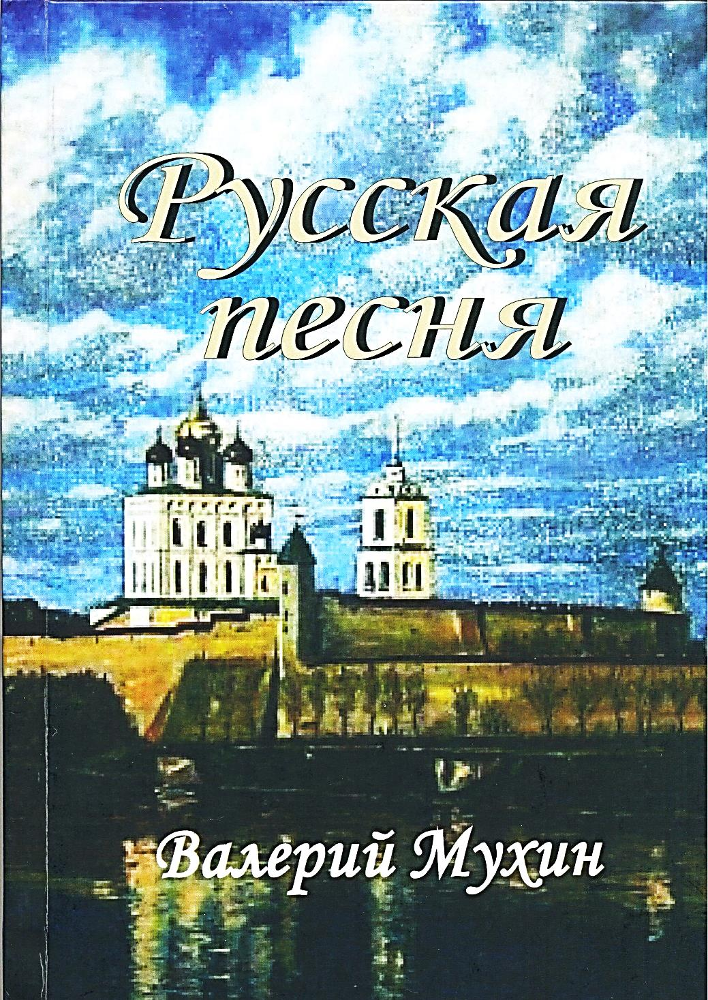 Русская
песня
Валерий Мухин